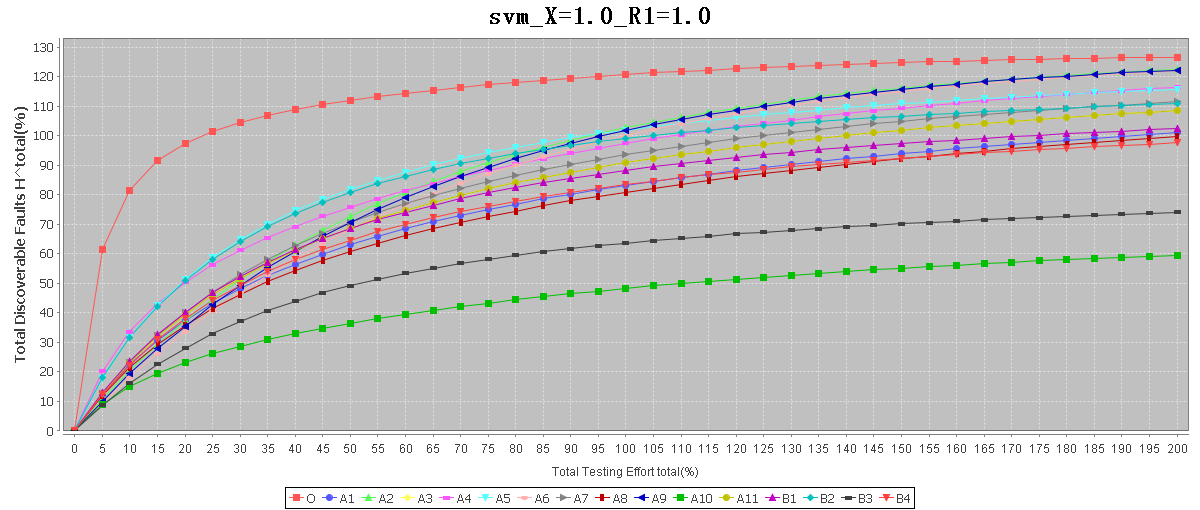 svm_X=1.0_R1=1.0
Total Discoverable Faults H^total(%)
130
120
110
100
90
80
70
60
50
40
30
20
10
0
0 5 10 15 20 25 30 35 40 45 50 55 60 65 70 75 80 85 90 95 100 105 110 115 120 125 130 135 140 145 150 155 160 165 170 175 180 185 190 195 200
Total Testing Effort total(%)
O A1 A2 A3 A4 A5 A6 A7 A8 A9 A10 A11 B1 B2 B3 B4